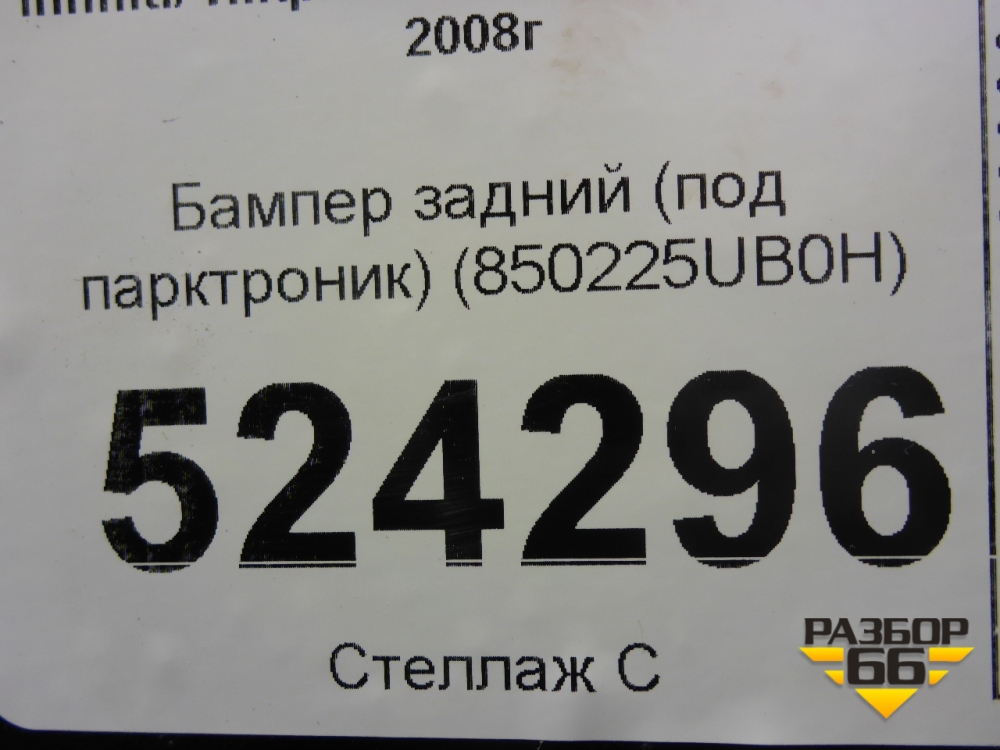 2008г
Бампер задний (под
парктроник) (850225UB0H)
524296
Стеллаж С
РАЗБОР
66